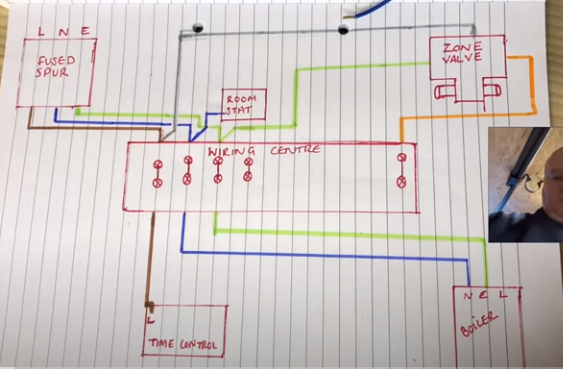 L N E
FUSED
SPUR
ZONE
VALVE
ROOM
STAT
WIRING CENTRE
N E L
BOILER
L
TIME CONTROL